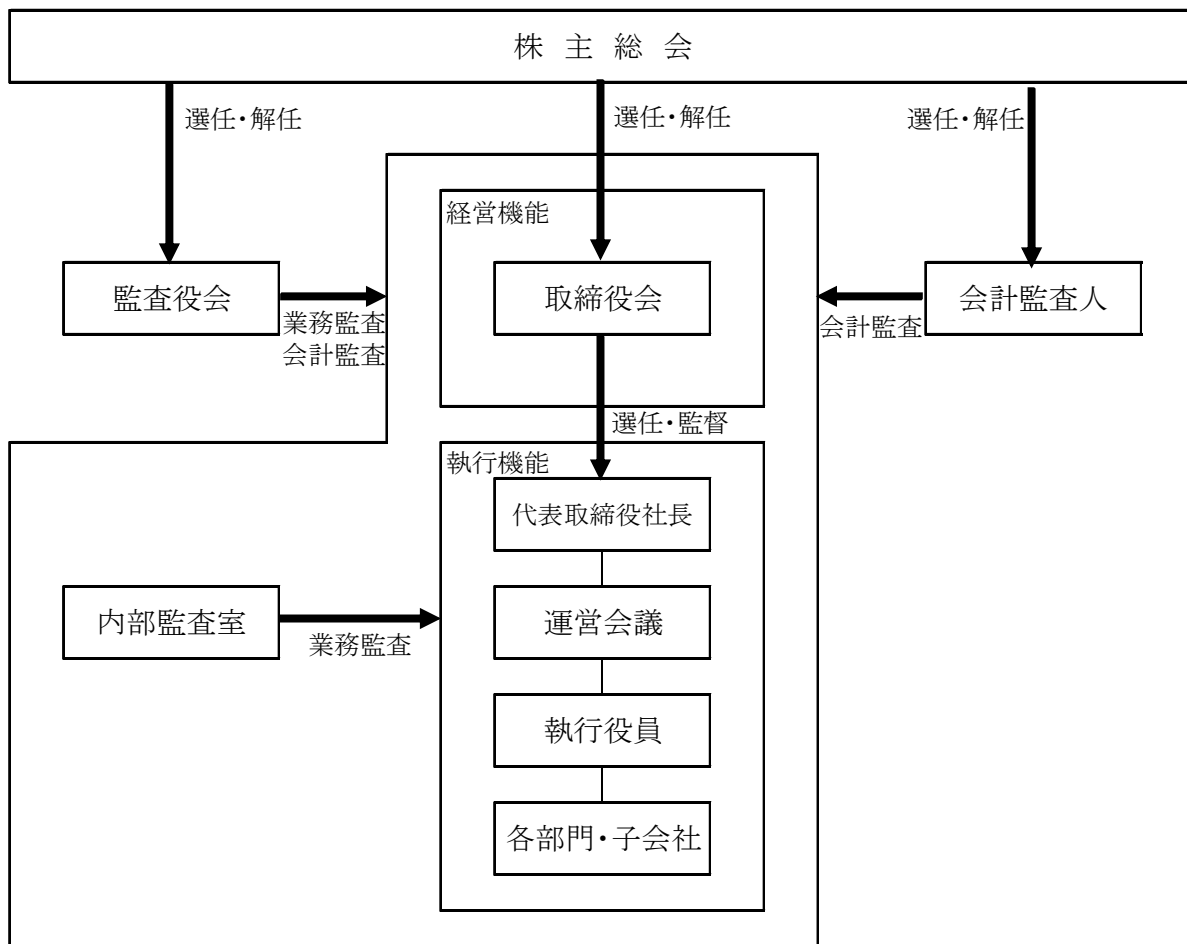 株主総会
選任・解任
選任・解任
選任・解任
経営機能
監査役会
取締役会
会計監査人
業務監査
会計監査
会計監査
選任・監督
執行機能
代表取締役社長
内部監査室
運営会議
業務監査
執行役員
各部門・子会社